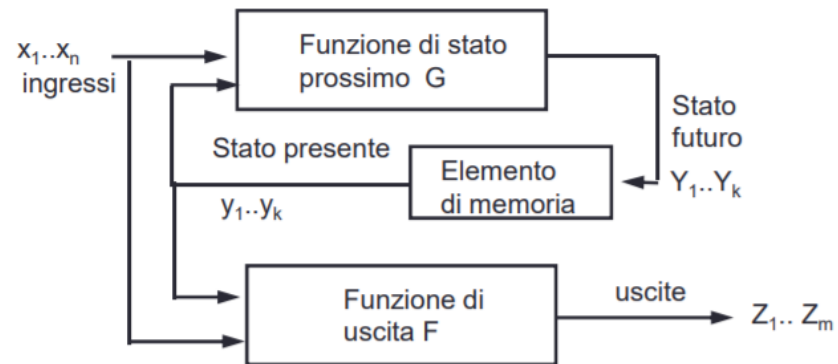 x₁..xₙ
ingressi
Funzione di stato
prossimo G
Stato
futuro
Stato presente
Elemento
di memoria
Y₁..Yₖ
y₁..yₖ
Funzione di
uscita F
uscite
Z₁.. Zₘ